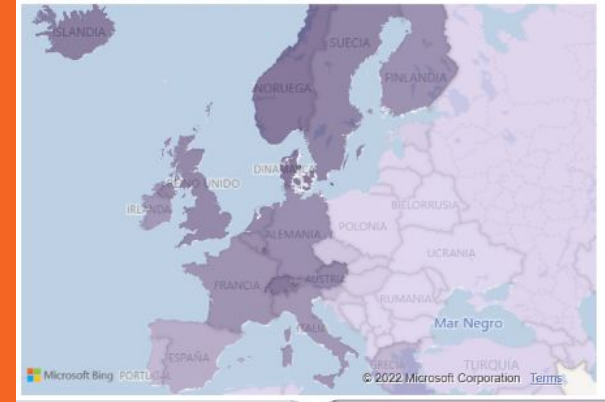 ISLANDIA
SUECIA
FINLANDIA
NORUEGA
DINAMARCA
REINO UNIDO
IRLANDA
BIELORRUSIA
POLONIA
ALEMANIA
UCRANIA
FRANCIA
AUSTRIA
RUMANIA
Mar Negro
ITALIA
ESPAÑA
GRECIA
TURQUÍA
Microsoft Bing
PORTUGAL
© 2022 Microsoft Corporation Terms